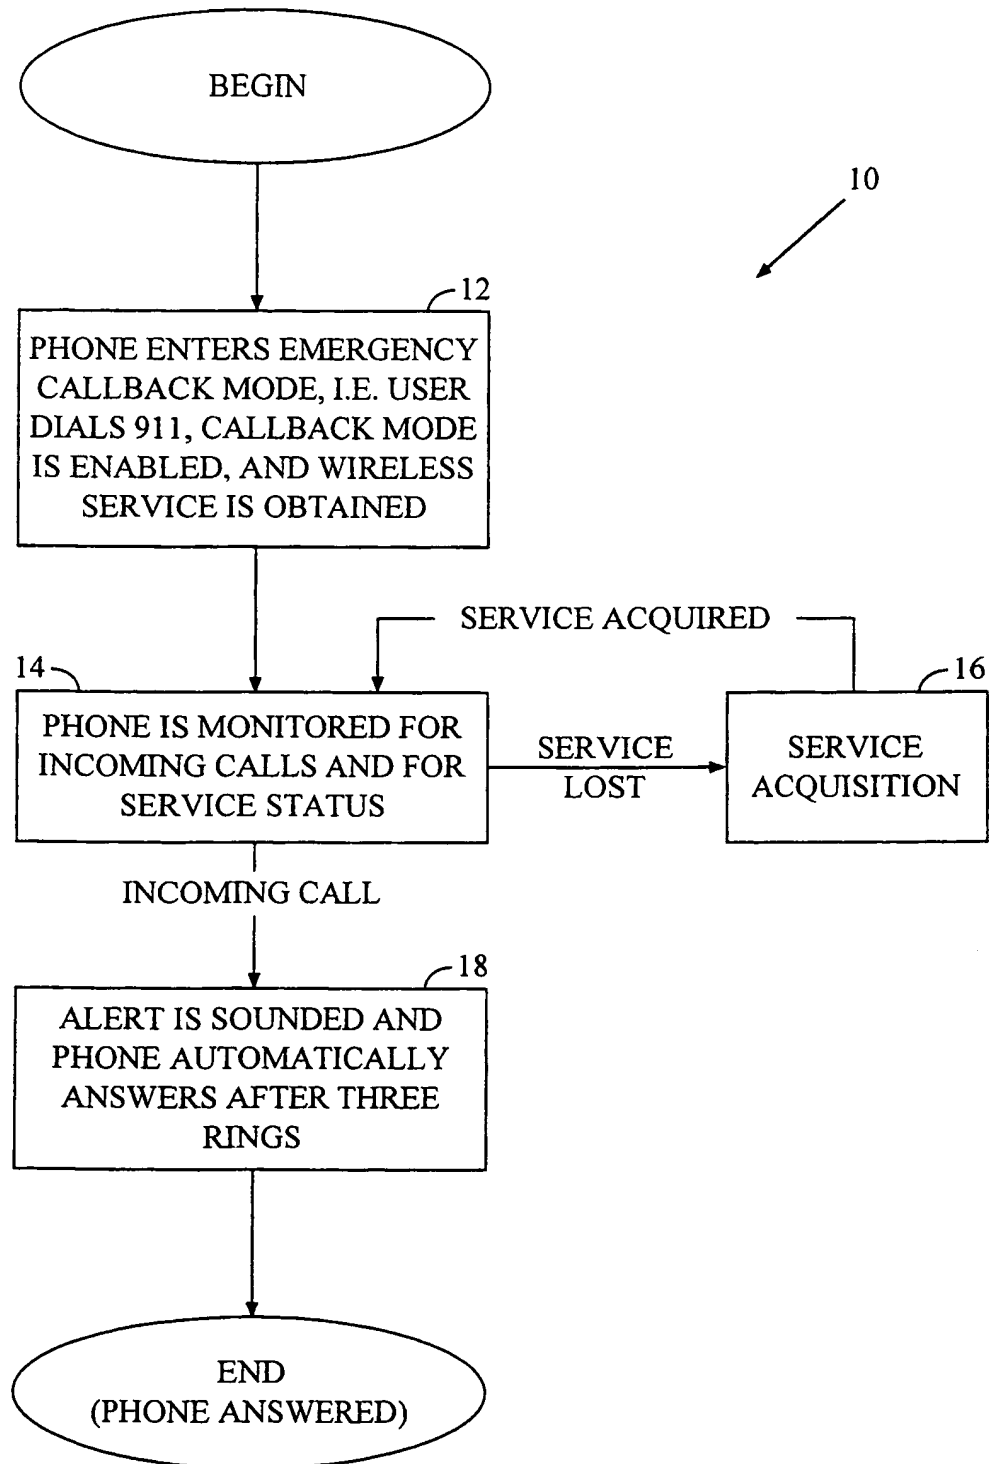 BEGIN
10
12
PHONE ENTERS EMERGENCY
CALLBACK MODE, I.E. USER
DIALS 911, CALLBACK MODE
IS ENABLED, AND WIRELESS
SERVICE IS OBTAINED
SERVICE ACQUIRED
14
16
PHONE IS MONITORED FOR
INCOMING CALLS AND FOR
SERVICE STATUS
SERVICE
LOST
SERVICE
ACQUISITION
INCOMING CALL
18
ALERT IS SOUNDED AND
PHONE AUTOMATICALLY
ANSWERS AFTER THREE
RINGS
END
(PHONE ANSWERED)